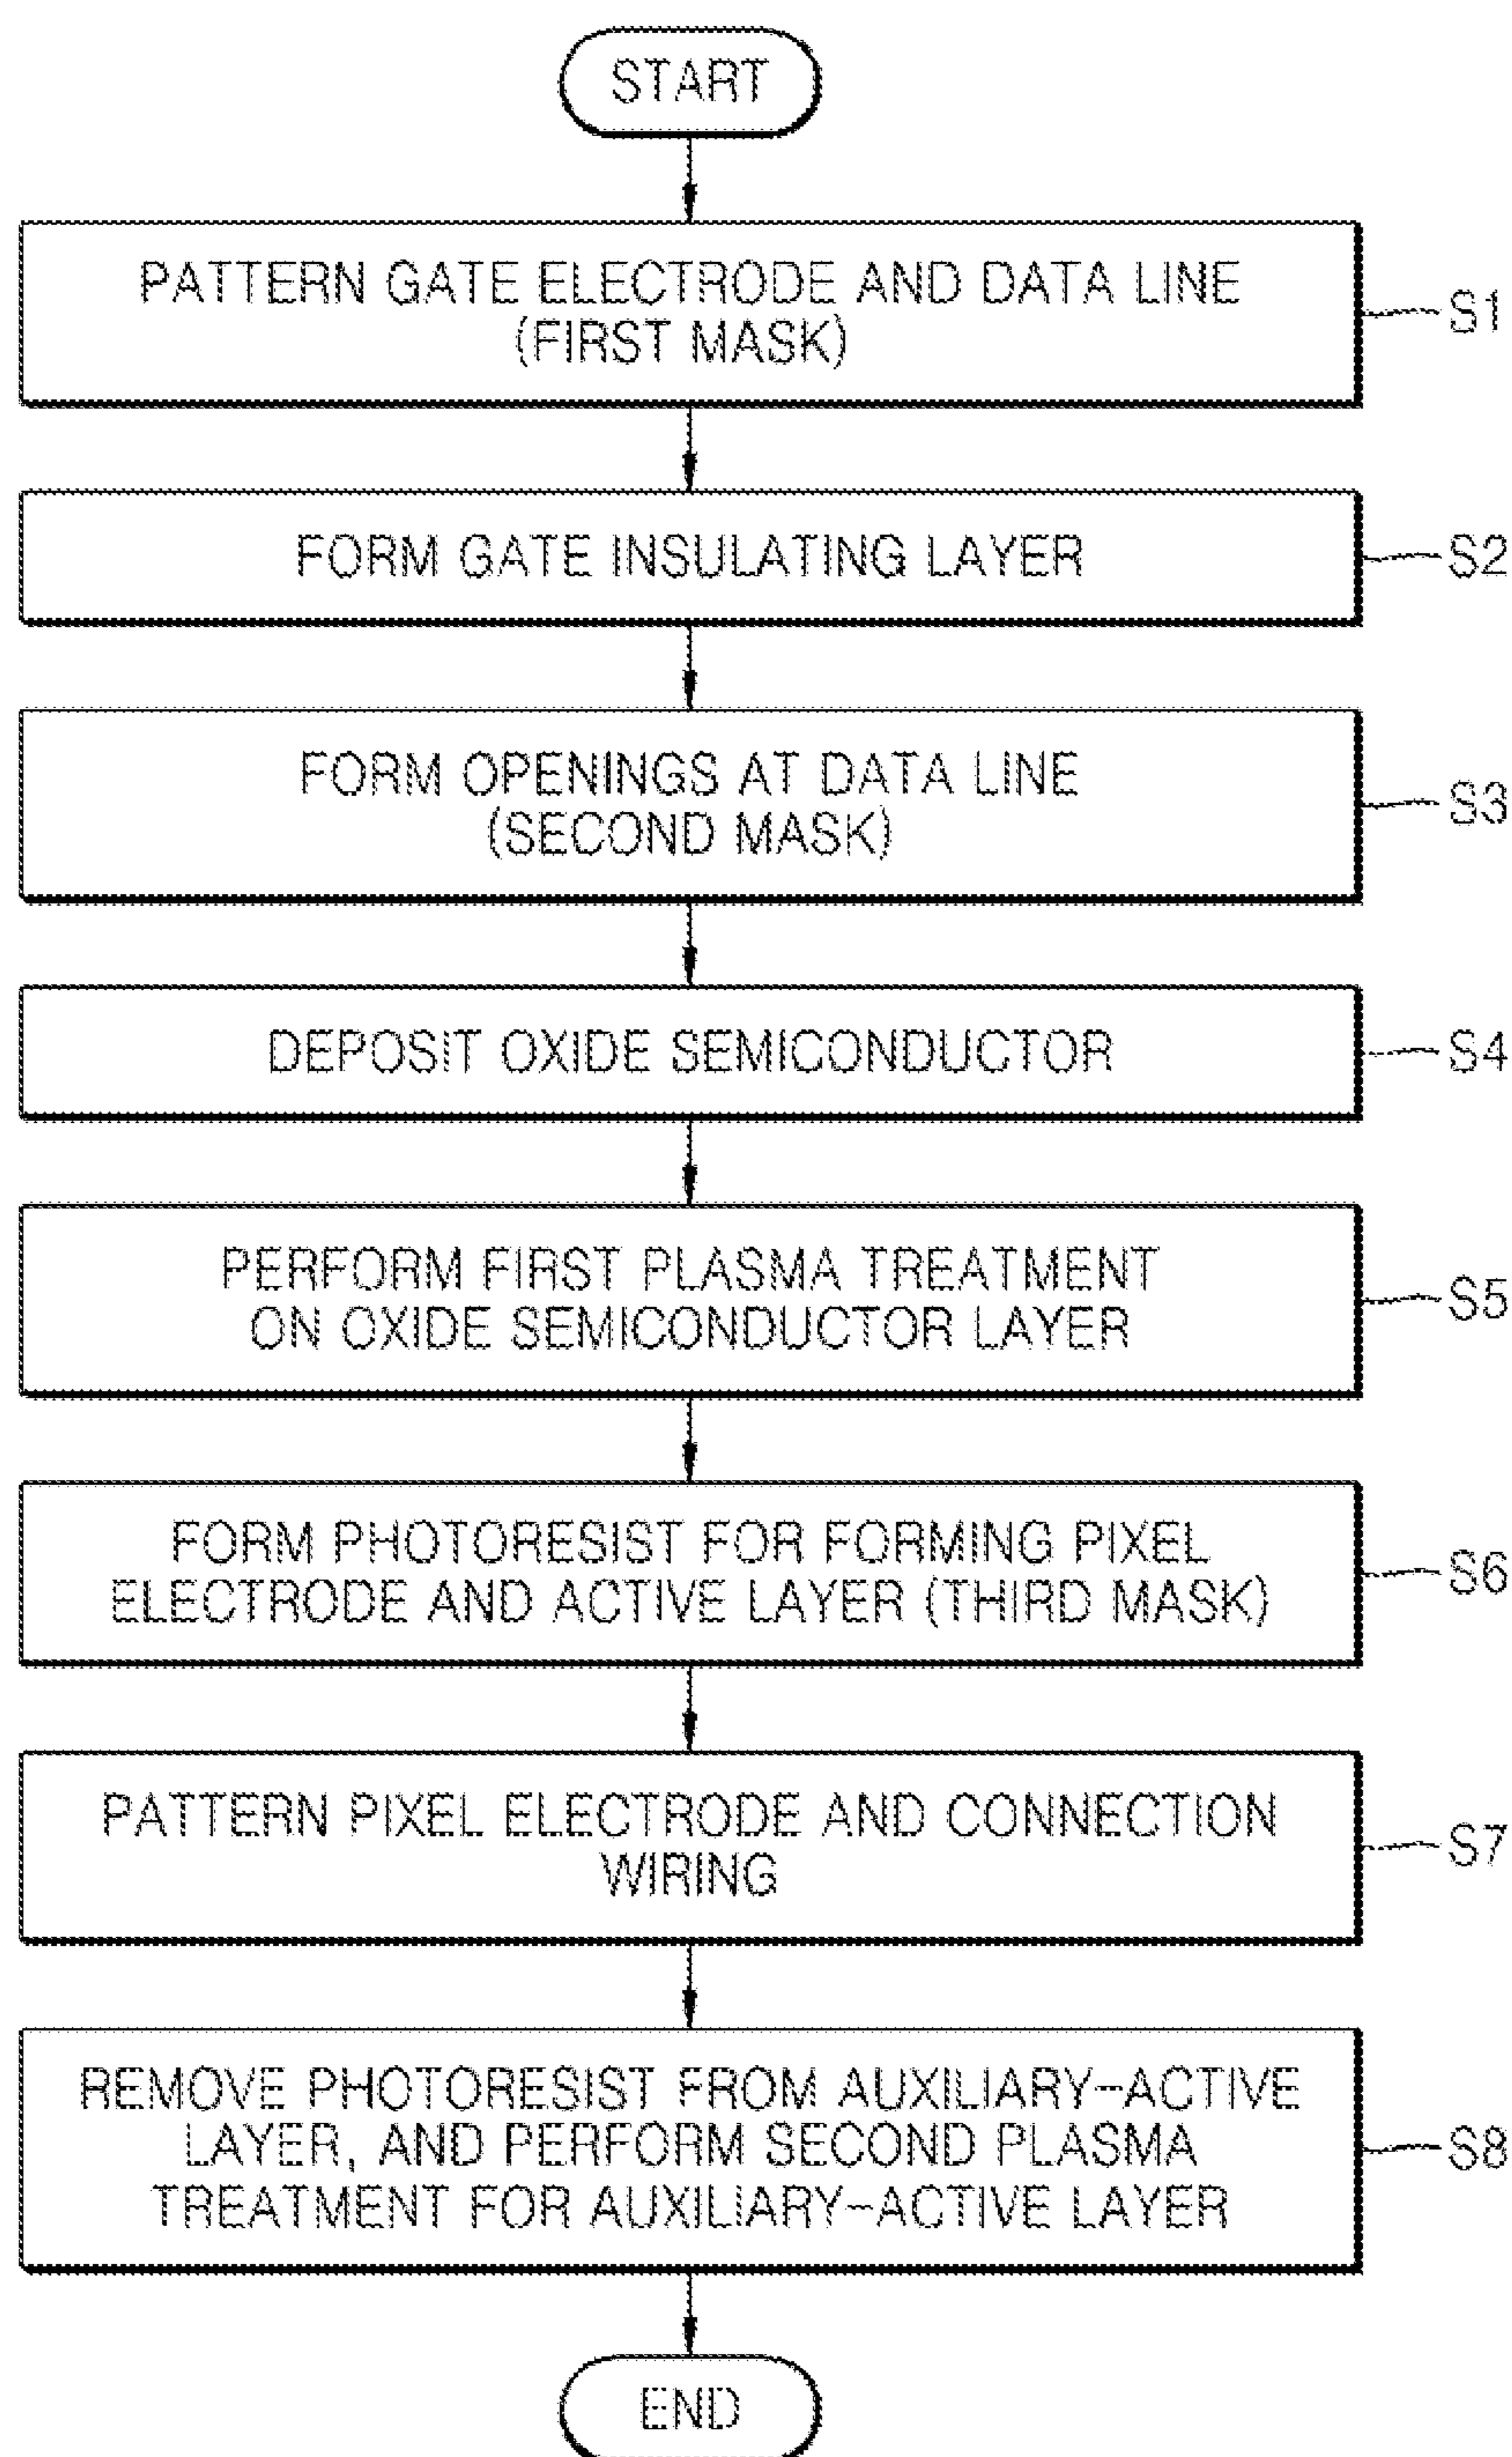 START
PATTERN GATE ELECTRODE AND DATA LINE
(FIRST MASK)
S1
FORM GATE INSULATING LAYER
S2
FORM OPENINGS AT DATA LINE
(SECOND MASK)
S3
DEPOSIT OXIDE SEMICONDUCTOR
S4
PERFORM FIRST PLASMA TREATMENT
ON OXIDE SEMICONDUCTOR LAYER
S5
FORM PHOTORESIST FOR FORMING PIXEL
ELECTRODE AND ACTIVE LAYER (THIRD MASK)
S6
PATTERN PIXEL ELECTRODE AND CONNECTION
WIRING
S7
REMOVE PHOTORESIST FROM AUXILIARY-ACTIVE
LAYER, AND PERFORM SECOND PLASMA
TREATMENT FOR AUXILIARY-ACTIVE LAYER
S8
END